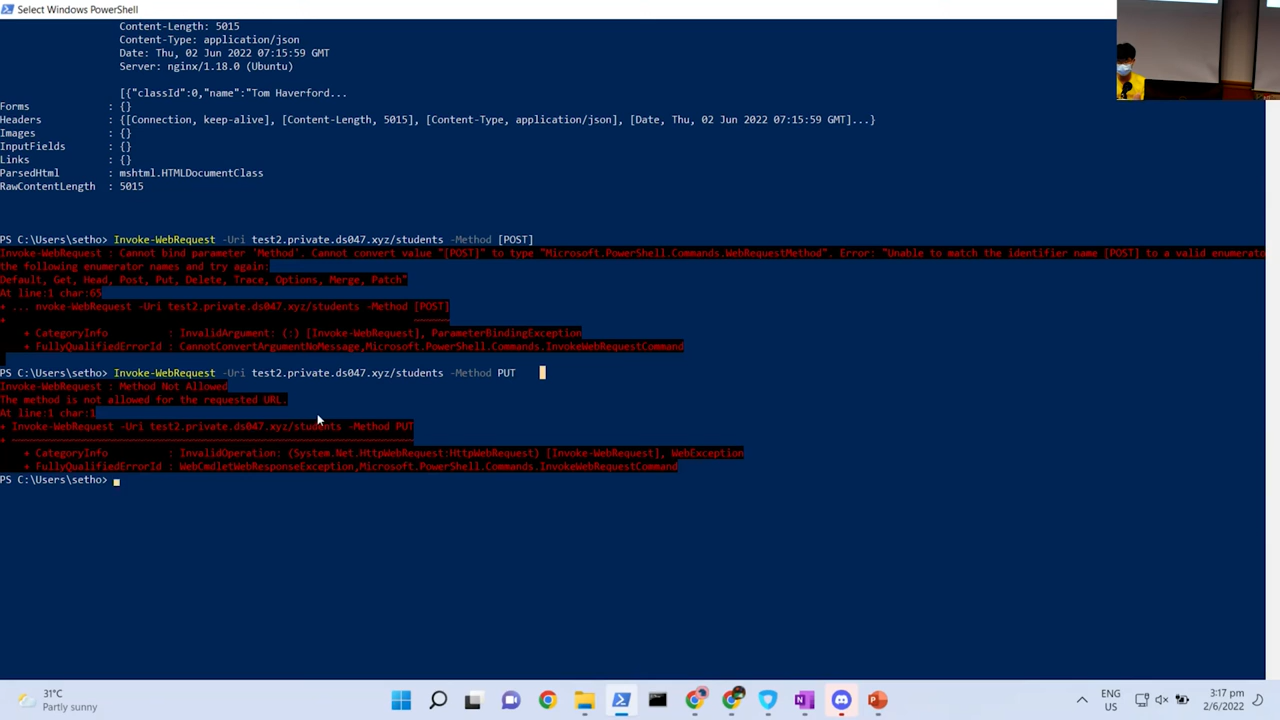 Select Windows PowerShell
Content-Length: 5015
Content-Type: application/json
Date: Thu, 02 Jun 2022 07:15:59 GMT
Server: nginx/1.18.0 (Ubuntu)
[{"classId":0,"name":"Tom Haverford...
Forms : {}
Headers : {[Connection, keep-alive], [Content-Length, 5015], [Content-Type, application/json], [Date, Thu, 02 Jun 2022 07:15:59 GMT]...}
Images : {}
InputFields : {}
Links : {}
ParsedHtml : mshtml.HTMLDocumentClass
RawContentLength : 5015
PS C:\Users\setho> Invoke-WebRequest -Uri test2.private.ds047.xyz/students -Method [POST]
Invoke-WebRequest : Cannot bind parameter 'Method'. Cannot convert value "[POST]" to type "Microsoft.PowerShell.Commands.WebRequestMethod". Error: "Unable to match the identifier name [POST] to a valid enumerato
the following enumerator names and try again:
Default, Get, Head, Post, Put, Delete, Trace, Options, Merge, Patch"
At line:1 char:65
+ ... nvoke-WebRequest -Uri test2.private.ds047.xyz/students -Method [POST]
+ ~~~~~~
+ CategoryInfo : InvalidArgument: (:) [Invoke-WebRequest], ParameterBindingException
+ FullyQualifiedErrorId : CannotConvertArgumentNoMessage,Microsoft.PowerShell.Commands.InvokeWebRequestCommand
PS C:\Users\setho> Invoke-WebRequest -Uri test2.private.ds047.xyz/students -Method PUT
Invoke-WebRequest : Method Not Allowed
The method is not allowed for the requested URL.
At line:1 char:1
+ Invoke-WebRequest -Uri test2.private.ds047.xyz/students -Method PUT
+ ~~~~~~~~~~~~~~~~~~~~~~~~~~~~~~~~~~~~~~~~~~~~~~~~~~~~~~~~~~~~~~~~~~~
+ CategoryInfo : InvalidOperation: (System.Net.HttpWebRequest:HttpWebRequest) [Invoke-WebRequest], WebException
+ FullyQualifiedErrorId : WebCmdletWebResponseException,Microsoft.PowerShell.Commands.InvokeWebRequestCommand
PS C:\Users\setho>
31°C
Partly sunny
ENG
US
3:17 pm
2/6/2022